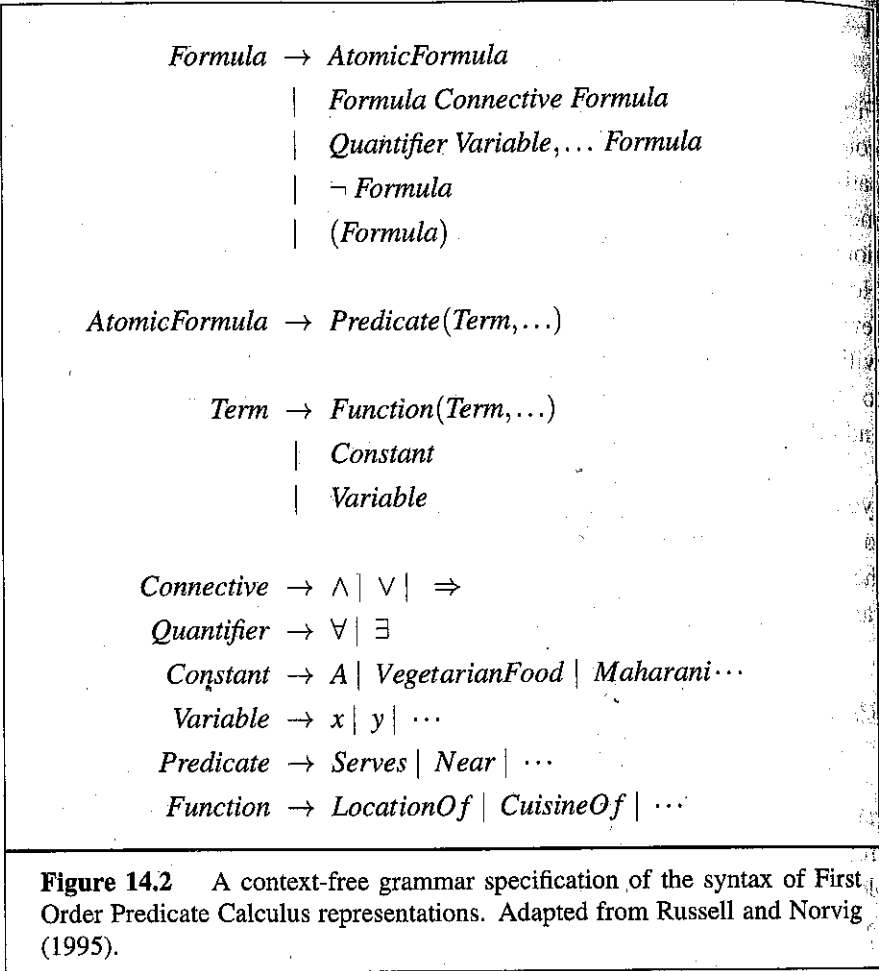 Formula → AtomicFormula
| Formula Connective Formula
| Quantifier Variable,... Formula
| ¬ Formula
| (Formula)
AtomicFormula → Predicate(Term,...)
Term → Function(Term,...)
| Constant
| Variable
Connective → ∧ | ∨ | ⇒
Quantifier → ∀ | ∃
Constant → A | VegetarianFood | Maharani ···
Variable → x | y | ···
Predicate → Serves | Near | ···
Function → LocationOf | CuisineOf | ···
Figure 14.2 A context-free grammar specification of the syntax of First
Order Predicate Calculus representations. Adapted from Russell and Norvig
(1995).